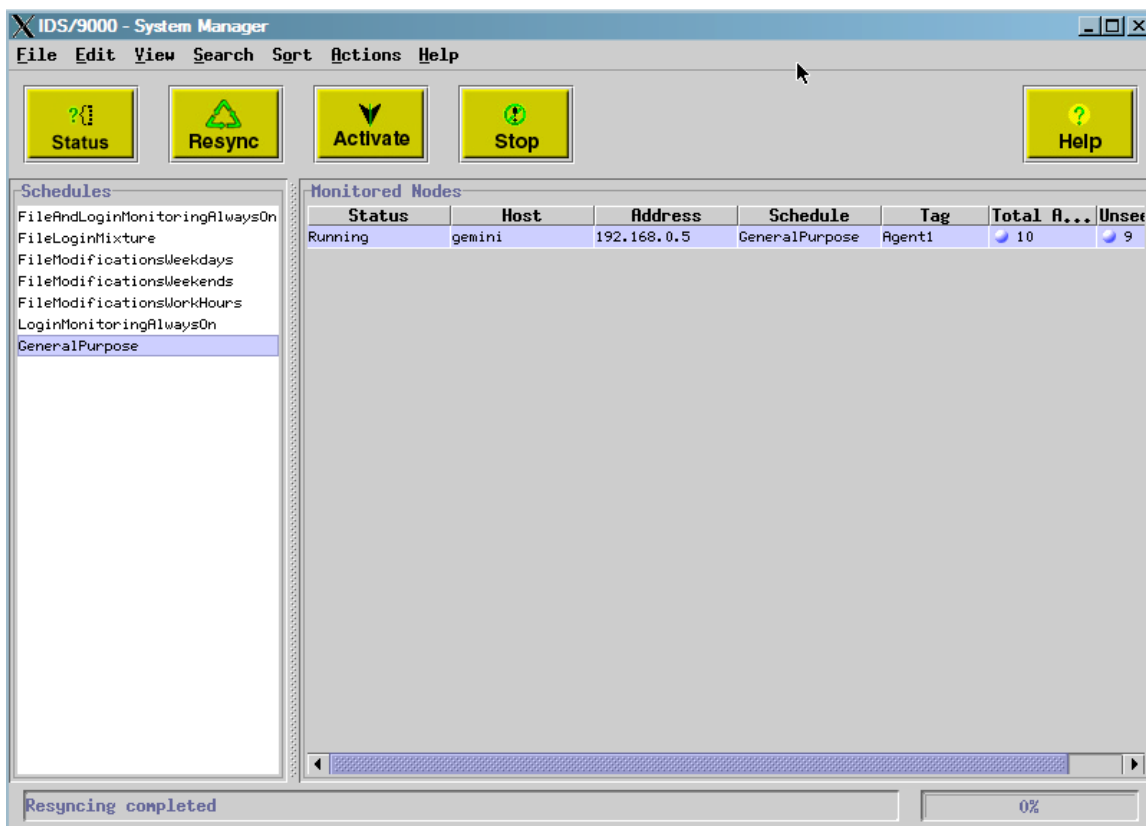 IDS/9000 - System Manager
File Edit View Search Sort Actions Help
?{ Status
Resync
Activate
Stop
? Help
Schedules
FileAndLoginMonitoringAlwaysOn
FileLoginMixture
FileModificationsWeekdays
FileModificationsWeekends
FileModificationsWorkHours
LoginMonitoringAlwaysOn
GeneralPurpose
Monitored Nodes
Status Host Address Schedule Tag Total A... Unsee
Running gemini 192.168.0.5 GeneralPurpose Agent1 10 9
Resyncing completed
0%